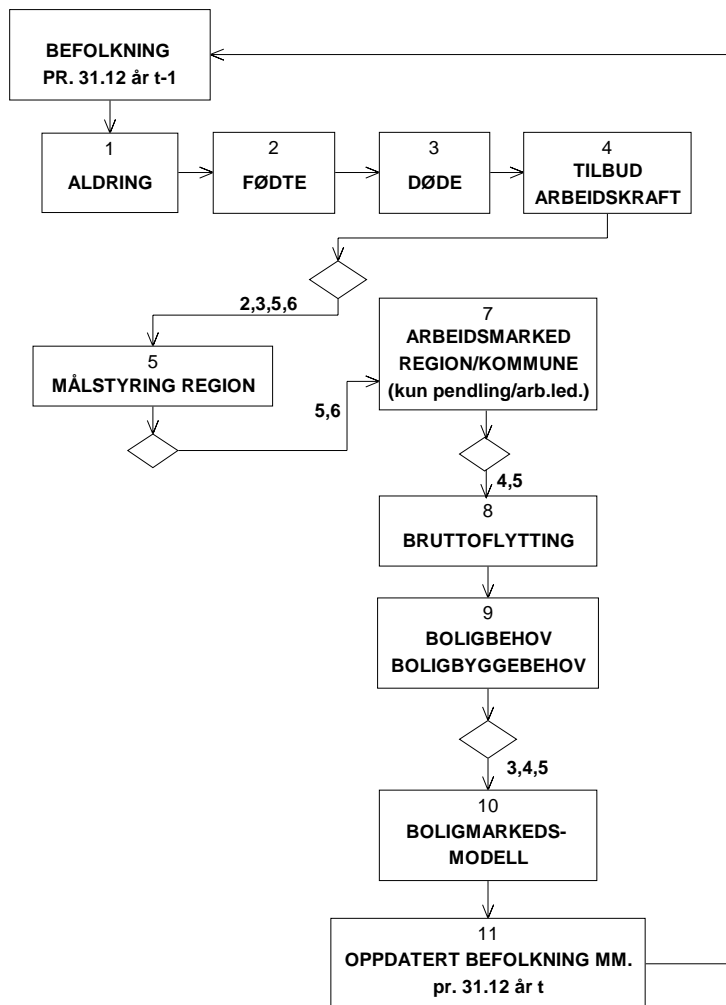 BEFOLKNING
PR. 31.12 år t-1
1
ALDRING
2
FØDTE
3
DØDE
4
TILBUD
ARBEIDSKRAFT
2,3,5,6
5
MÅLSTYRING REGION
5,6
7
ARBEIDSMARKED
REGION/KOMMUNE
(kun pendling/arb.led.)
4,5
8
BRUTTOFLYTTING
9
BOLIGBEHOV
BOLIGBYGGEBEHOV
3,4,5
10
BOLIGMARKEDS-
MODELL
11
OPPDATERT BEFOLKNING MM.
pr. 31.12 år t